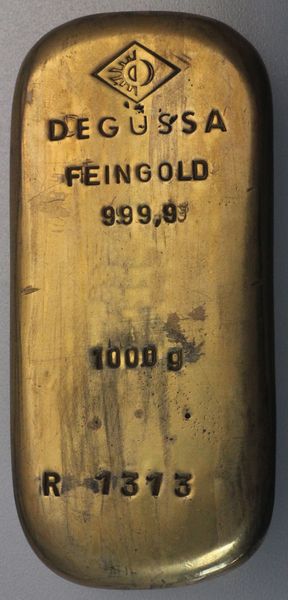 DEGUSSA
FEINGOLD
999,9
1000 g
R 1313